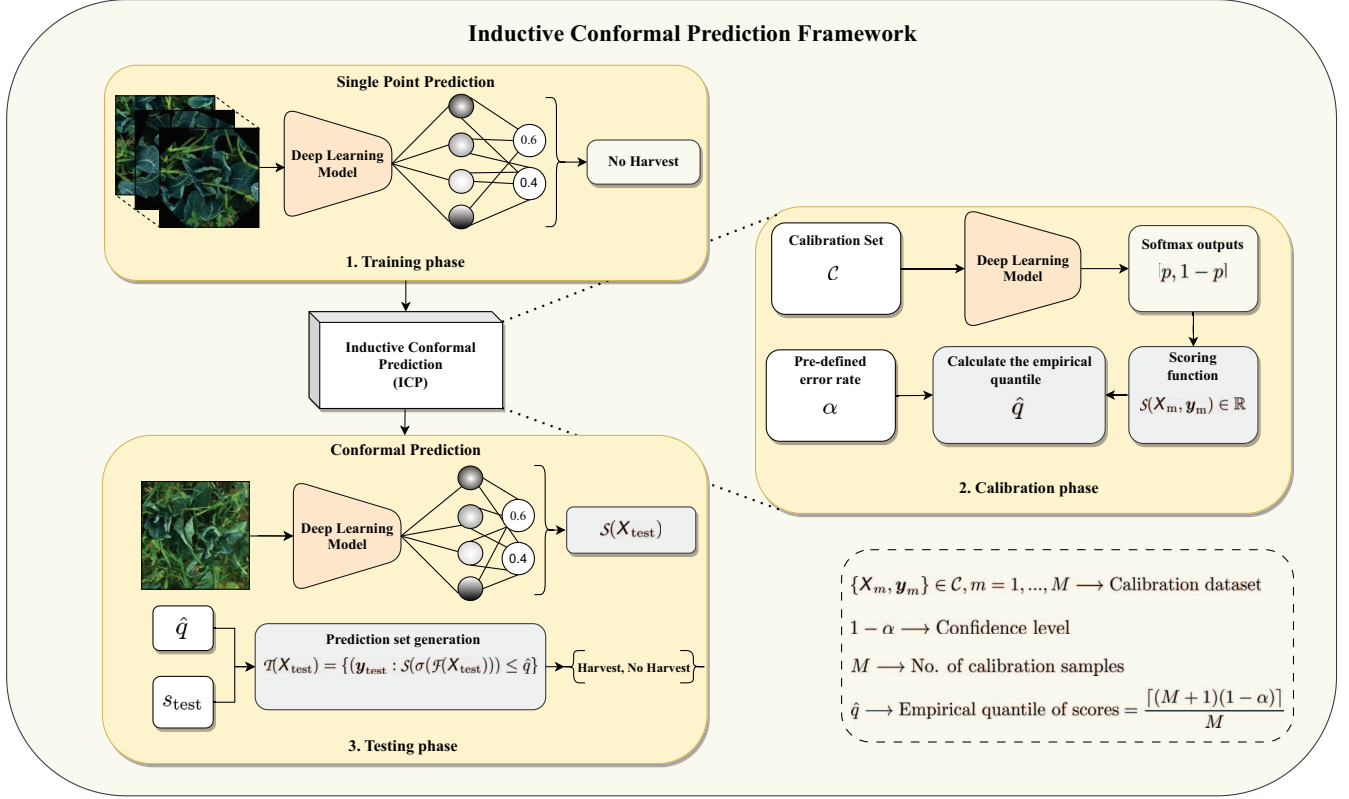 Inductive Conformal Prediction Framework
Single Point Prediction
Deep Learning
Model
0.6
0.4
No Harvest
1. Training phase
Inductive Conformal
Prediction
(ICP)
Calibration Set
𝒞
Deep Learning
Model
Softmax outputs
[p, 1 − p]
Pre-defined
error rate
α
Calculate the empirical
quantile
q̂
Scoring
function
𝒮(X_m, y_m) ∈ ℝ
2. Calibration phase
Conformal Prediction
Deep Learning
Model
0.6
0.4
𝒮(X_test)
q̂
s_test
Prediction set generation
𝒯(X_test) = {(y_test : 𝒮(σ(ℱ(X_test))) ≤ q̂}
{Harvest, No Harvest}
3. Testing phase
{X_m, y_m} ∈ 𝒞, m = 1, ..., M ⟶ Calibration dataset
1 − α ⟶ Confidence level
M ⟶ No. of calibration samples
q̂ ⟶ Empirical quantile of scores = ⌈(M + 1)(1 − α)⌉ / M